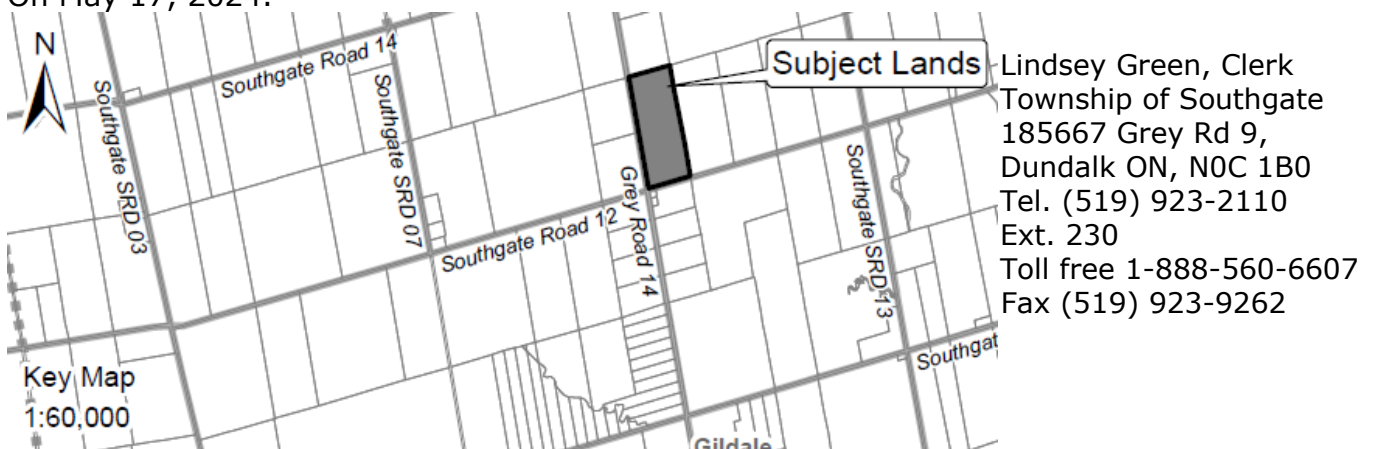 On May 17, 2024.
N
Southgate Road 14
Subject Lands
Southgate SRD 03
Southgate SRD 07
Grey Road 14
Southgate Road 12
Southgate SRD 13
Southgat
Key Map
1:60,000
Gildale
Lindsey Green, Clerk
Township of Southgate
185667 Grey Rd 9,
Dundalk ON, N0C 1B0
Tel. (519) 923-2110
Ext. 230
Toll free 1-888-560-6607
Fax (519) 923-9262